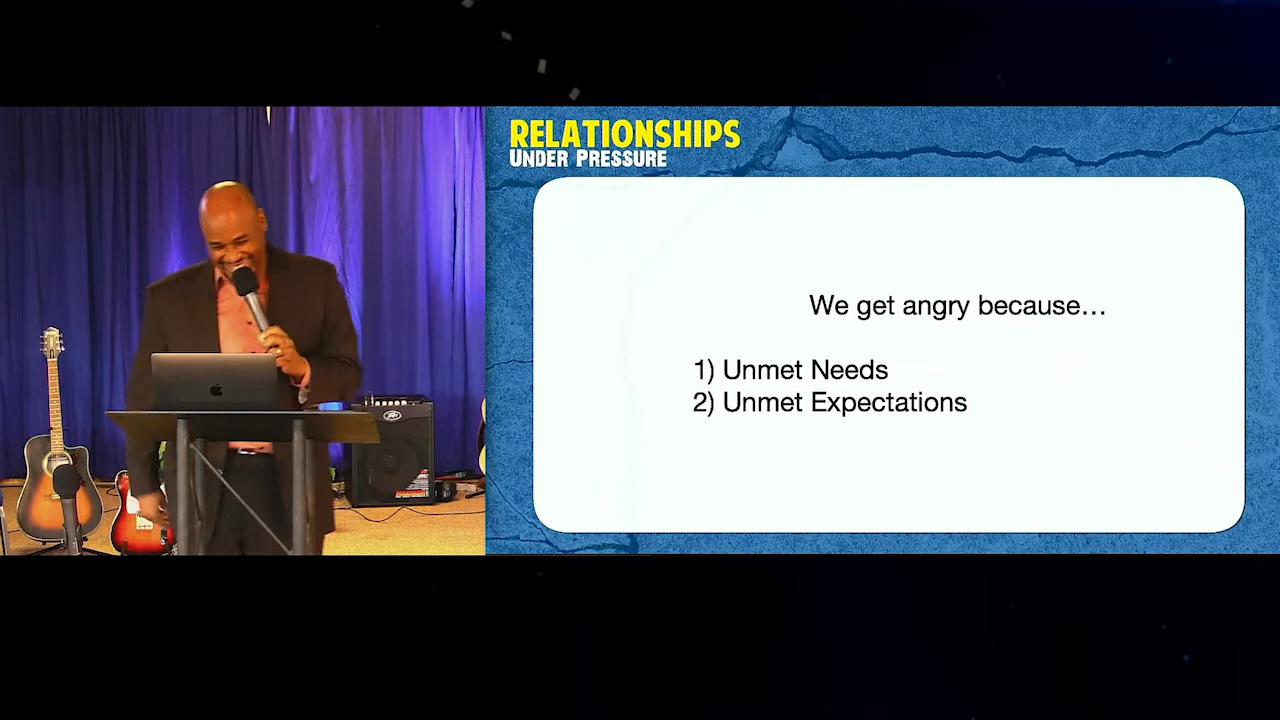 RELATIONSHIPS
UNDER PRESSURE
We get angry because…
1) Unmet Needs
2) Unmet Expectations